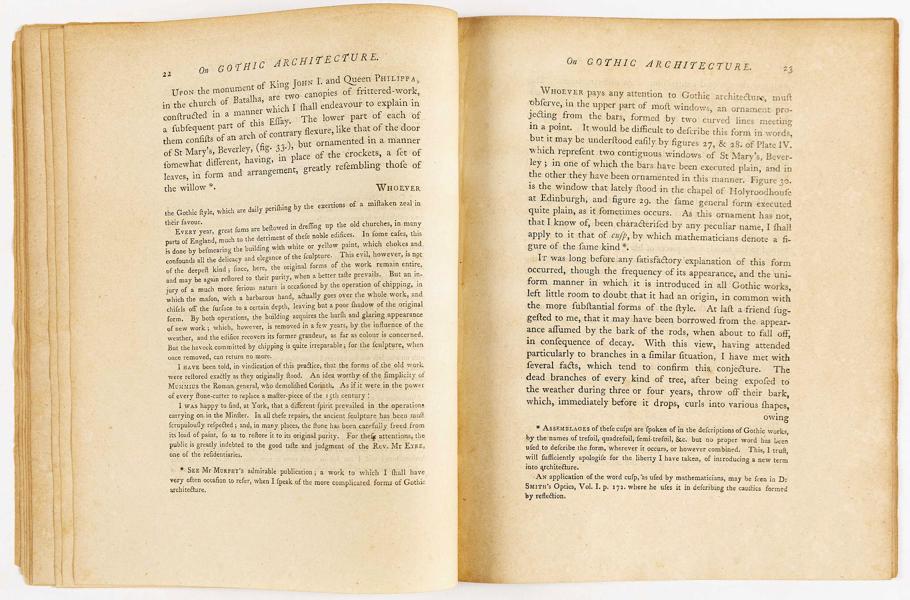 22
On GOTHIC ARCHITECTURE.
UPON the monument of King JOHN I. and Queen PHILIPPA,
in the church of Batalha, are two canopies of frittered-work,
conſtructed in a manner which I ſhall endeavour to explain in
a ſubſequent part of this Eſſay. The lower part of each of
them conſiſts of an arch of contrary flexure, like that of the door
of St Mary's, Beverley, (fig. 33.), but ornamented in a manner
ſomewhat different, having, in place of the crockets, a ſet of
leaves, in form and arrangement, greatly reſembling thoſe of
the willow *.
WHOEVER
the Gothic ſtyle, which are daily periſhing by the exertions of a miſtaken zeal in
their favour.
EVERY year, great ſums are beſtowed in dreſſing up the old churches, in many
parts of England, much to the detriment of theſe noble edifices. In ſome caſes, this
is done by beſmearing the building with white or yellow paint, which chokes and
confounds all the delicacy and elegance of the ſculpture. This evil, however, is not
of the deepeſt kind; ſince, here, the original forms of the work remain entire,
and may be again reſtored to their purity, when a better taſte prevails. But an in-
jury of a much more ſerious nature is occaſioned by the operation of chipping, in
which the maſon, with a barbarous hand, actually goes over the whole work, and
chiſels off the ſurface to a certain depth, leaving but a poor ſhadow of the original
form. By both operations, the building acquires the harſh and glaring appearance
of new work; which, however, is removed in a few years, by the influence of the
weather, and the edifice recovers its former grandeur, as far as colour is concerned.
But the havock committed by chipping is quite irreparable; for the ſculpture, when
once removed, can return no more.
I HAVE been told, in vindication of this practice, that the forms of the old work
were reſtored exactly as they originally ſtood. An idea worthy of the ſimplicity of
MUMMIUS the Roman general, who demoliſhed Corinth. As if it were in the power
of every ſtone-carter to replace a maſter-piece of the 15th century!
I WAS happy to find, at York, that a different ſpirit prevailed in the operations
carrying on in the Minſter. In all theſe repairs, the ancient ſculpture has been moſt
ſcrupulouſly reſpected; and, in many places, the ſtone has been carefully freed from
its load of paint, ſo as to reſtore it to its original purity. For theſe attentions, the
public is greatly indebted to the good taſte and judgment of the REV. MR EYRE,
one of the reſidentiaries.
* SEE MR MURPHY's admirable publication; a work to which I ſhall have
very often occaſion to refer, when I ſpeak of the more complicated forms of Gothic
architecture.
On GOTHIC ARCHITECTURE.
23
WHOEVER pays any attention to Gothic architecture, muſt
obſerve, in the upper part of moſt windows, an ornament pro-
jecting from the bars, formed by two curved lines meeting
in a point. It would be difficult to deſcribe this form in words,
but it may be underſtood eaſily by figures 27, & 28. of Plate IV.
which repreſent two contiguous windows of St Mary's, Bever-
ley; in one of which the bars have been executed plain, and in
the other they have been ornamented in this manner. Figure 30.
is the window that lately ſtood in the chapel of Holyroodhouſe
at Edinburgh, and figure 29. the ſame general form executed
quite plain, as it ſometimes occurs. As this ornament has not,
that I know of, been characteriſed by any peculiar name, I ſhall
apply to it that of cuſp, by which mathematicians denote a fi-
gure of the ſame kind *.
IT was long before any ſatisfactory explanation of this form
occurred, though the frequency of its appearance, and the uni-
form manner in which it is introduced in all Gothic works,
left little room to doubt that it had an origin, in common with
the more ſubſtantial forms of the ſtyle. At laſt a friend ſug-
geſted to me, that it may have been borrowed from the appear-
ance aſſumed by the bark of the rods, when about to fall off,
in conſequence of decay. With this view, having attended
particularly to branches in a ſimilar ſituation, I have met with
ſeveral facts, which tend to confirm this conjecture. The
dead branches of every kind of tree, after being expoſed to
the weather during three or four years, throw off their bark,
which, immediately before it drops, curls into various ſhapes,
owing
* ASSEMBLAGES of theſe cuſps are ſpoken of in the deſcriptions of Gothic works,
by the names of trefoil, quadrefoil, ſemi-trefoil, &c. but no proper word has been
uſed to deſcribe the form, wherever it occurs, or however combined. This, I truſt,
will ſufficiently apologiſe for the liberty I have taken, of introducing a new term
into architecture.
AN application of the word cuſp, as uſed by mathematicians, may be ſeen in Dr
SMITH's Optics, Vol. I. p. 172. where he uſes it in deſcribing the cauſtics formed
by reflection.